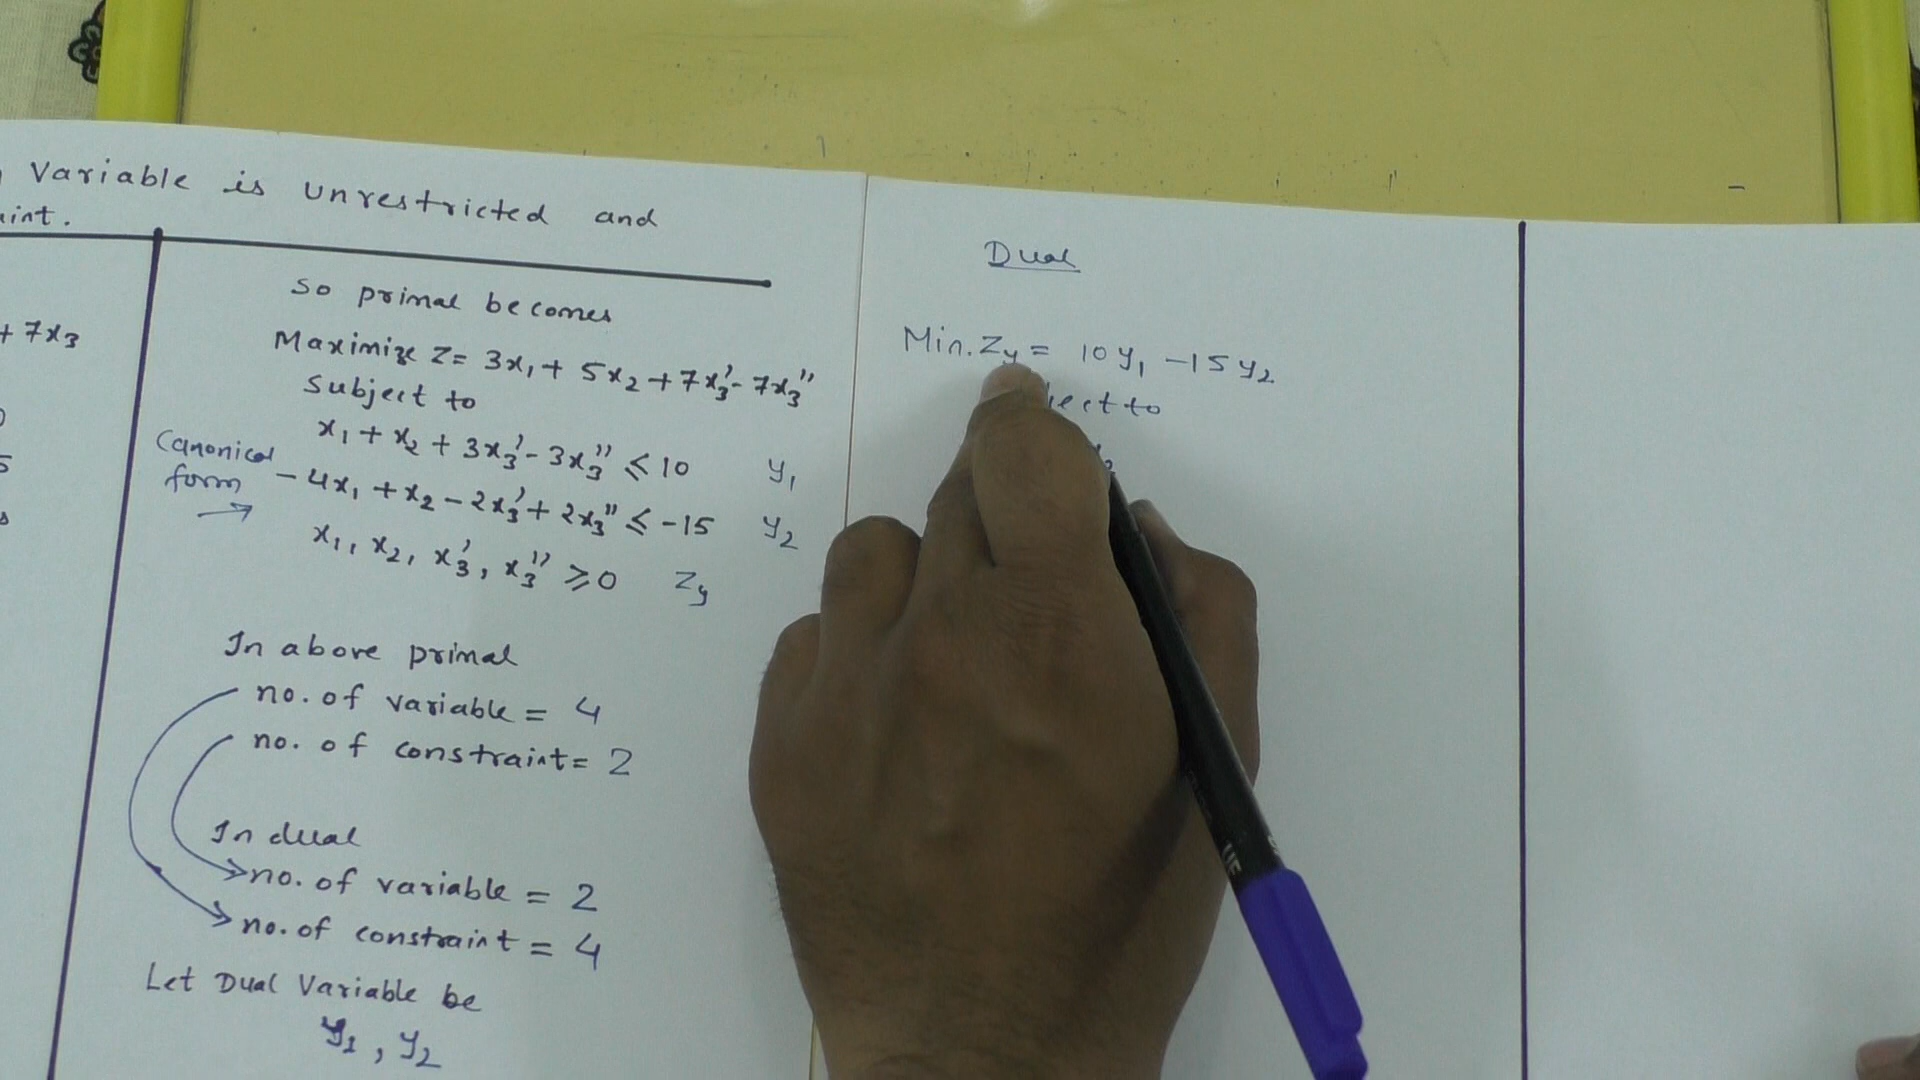 Variable is unrestricted and
int.
+ 7x₃
So primal becomes
Maximize Z = 3x₁ + 5x₂ + 7x₃' - 7x₃''
Subject to
x₁ + x₂ + 3x₃' - 3x₃'' ≤ 10 y₁
Canonical form → - 4x₁ + x₂ - 2x₃' + 2x₃'' ≤ -15 y₂
x₁, x₂, x₃', x₃'' ≥ 0 Zy
In above primal
no. of variable = 4
no. of constraint = 2
In dual
no. of variable = 2
no. of constraint = 4
Let Dual Variable be
y₁, y₂
Dual
Min. Zy = 10y₁ - 15y₂
ject to